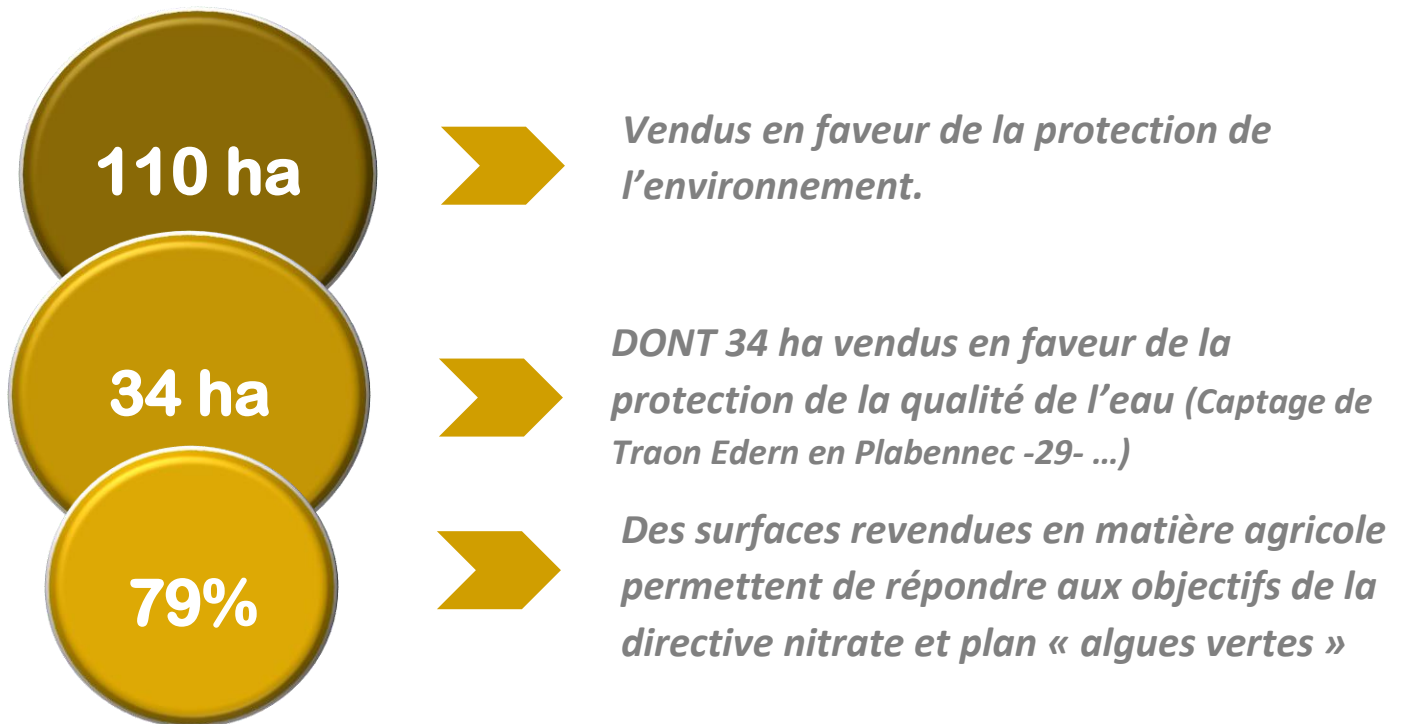 110 ha
Vendus en faveur de la protection de
l’environnement.
34 ha
DONT 34 ha vendus en faveur de la
protection de la qualité de l’eau (Captage de
Traon Edern en Plabennec -29- …)
79%
Des surfaces revendues en matière agricole
permettent de répondre aux objectifs de la
directive nitrate et plan « algues vertes »